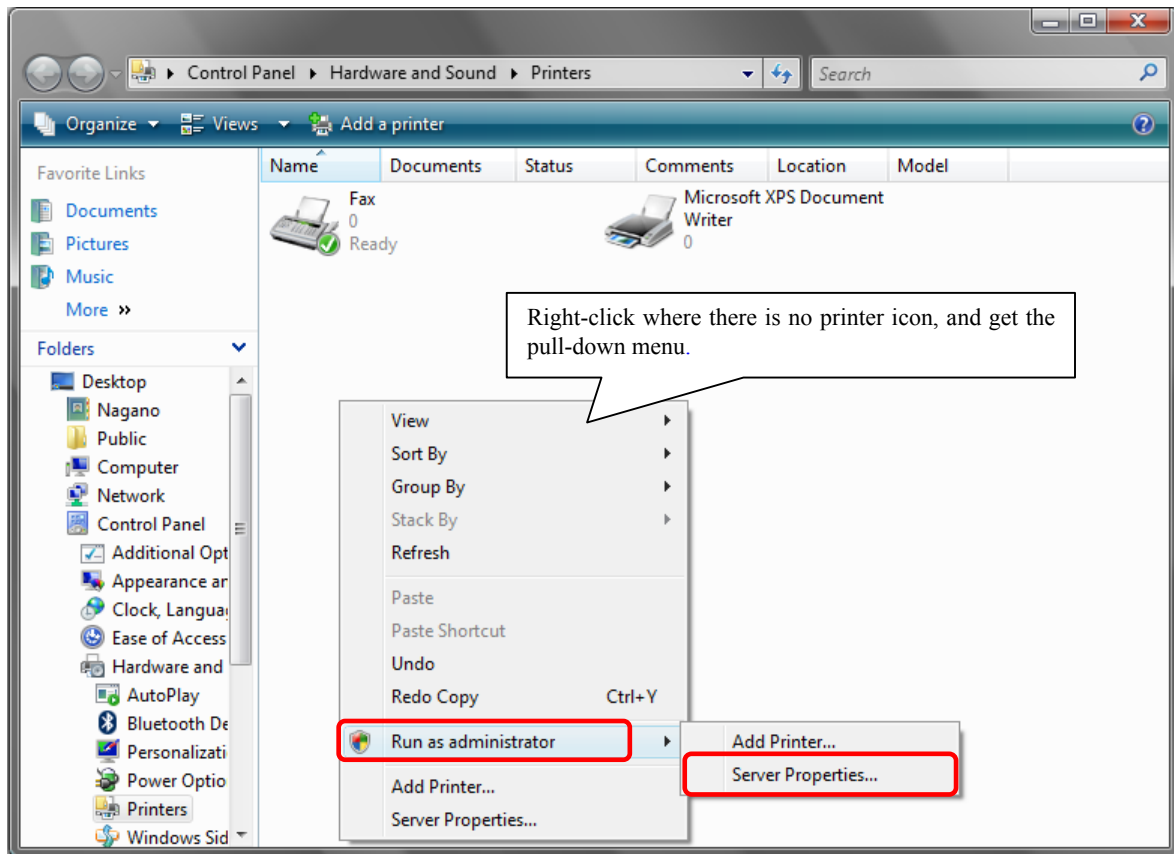 Control Panel ▸ Hardware and Sound ▸ Printers
Search
Organize
Views
Add a printer
Favorite Links
Documents
Pictures
Music
More »
Folders
Desktop
Nagano
Public
Computer
Network
Control Panel
Additional Opt
Appearance an
Clock, Languag
Ease of Access
Hardware and
AutoPlay
Bluetooth De
Personalizati
Power Optio
Printers
Windows Sid
Name Documents Status Comments Location Model
Fax
0
Ready
Microsoft XPS Document
Writer
0
Right-click where there is no printer icon, and get the
pull-down menu.
View
Sort By
Group By
Stack By
Refresh
Paste
Paste Shortcut
Undo
Redo Copy Ctrl+Y
Run as administrator
Add Printer...
Server Properties...
Add Printer...
Server Properties...